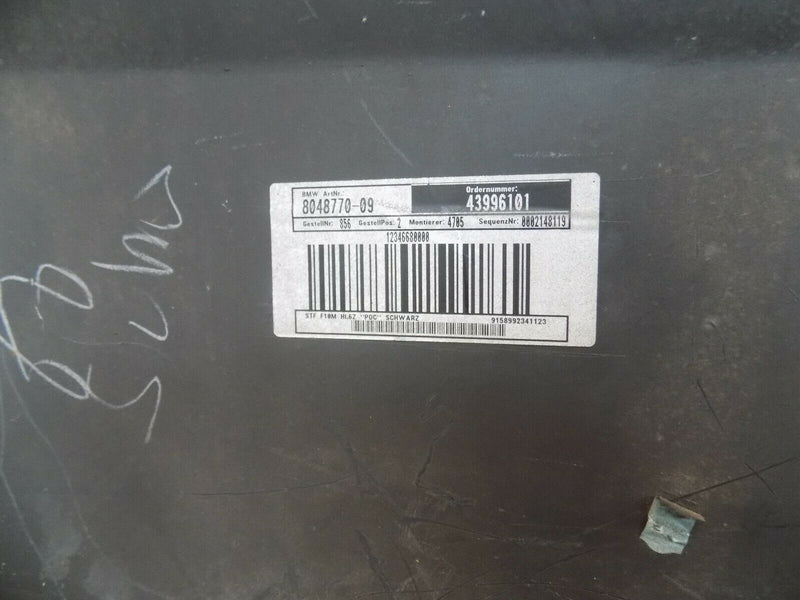 BMW ArtNr.:
8048770-09
Ordernummer:
43996101
GestellNr: 856 GestellPos: 2 Montierer: 4705 SequenzNr: 0002148119
12346680000
STF F10M HL6Z "PDC" SCHWARZ
9158992341123